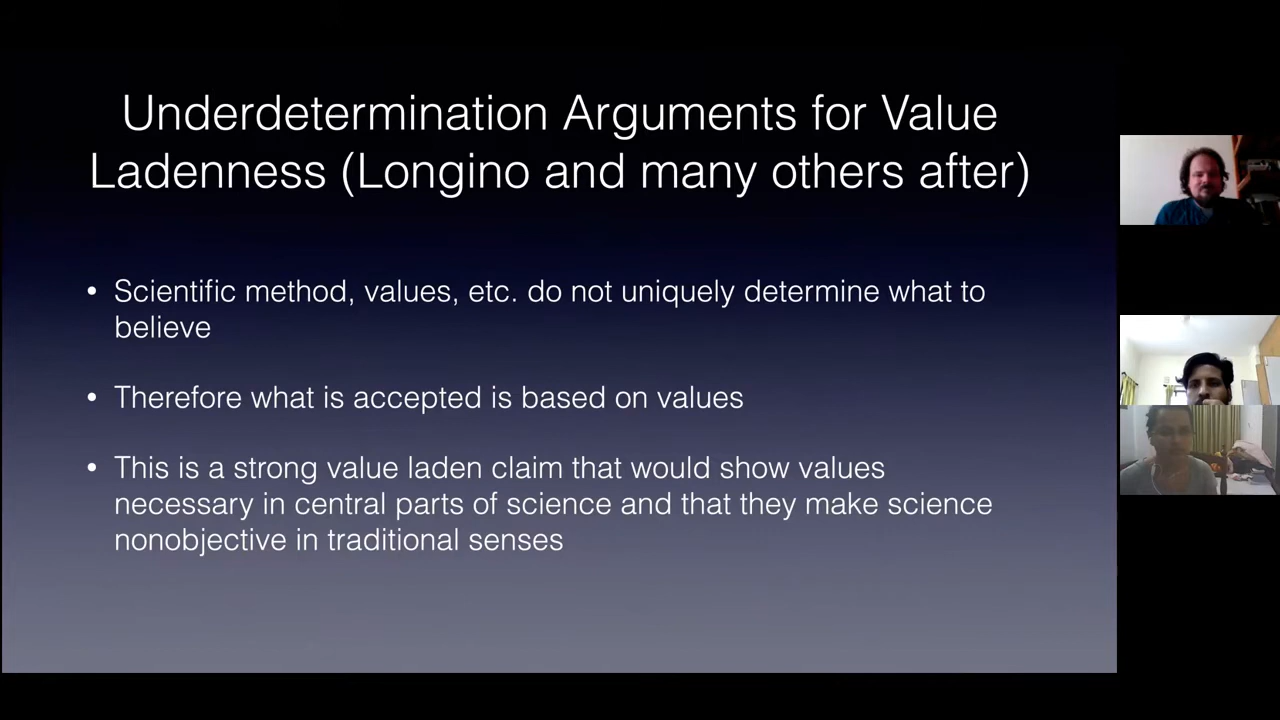 Underdetermination Arguments for Value
Ladenness (Longino and many others after)
• Scientific method, values, etc. do not uniquely determine what to
believe
• Therefore what is accepted is based on values
• This is a strong value laden claim that would show values
necessary in central parts of science and that they make science
nonobjective in traditional senses